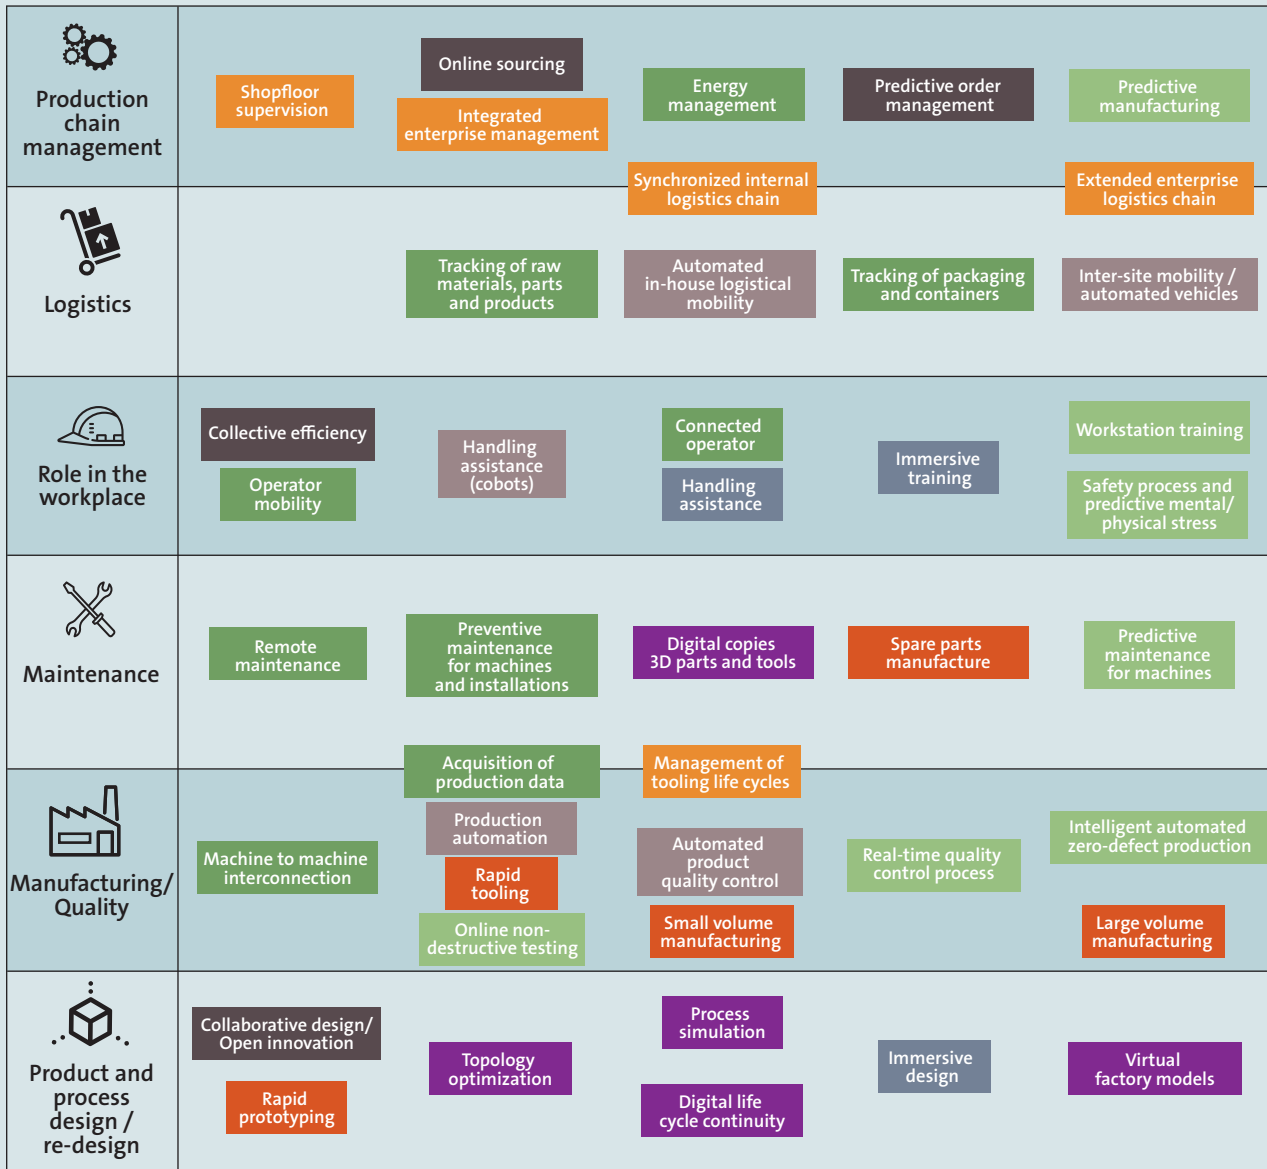 Production
chain
management
Shopfloor
supervision
Online sourcing
Integrated
enterprise management
Energy
management
Predictive order
management
Predictive
manufacturing
Synchronized internal
logistics chain
Extended enterprise
logistics chain
Logistics
Tracking of raw
materials, parts
and products
Automated
in-house logistical
mobility
Tracking of packaging
and containers
Inter-site mobility /
automated vehicles
Role in the
workplace
Collective efficiency
Operator
mobility
Handling
assistance
(cobots)
Connected
operator
Handling
assistance
Immersive
training
Workstation training
Safety process and
predictive mental/
physical stress
Maintenance
Remote
maintenance
Preventive
maintenance
for machines
and installations
Digital copies
3D parts and tools
Spare parts
manufacture
Predictive
maintenance
for machines
Acquisition of
production data
Management of
tooling life cycles
Manufacturing/
Quality
Machine to machine
interconnection
Production
automation
Rapid
tooling
Online non-
destructive testing
Automated
product
quality control
Small volume
manufacturing
Real-time quality
control process
Intelligent automated
zero-defect production
Large volume
manufacturing
Product and
process
design /
re-design
Collaborative design/
Open innovation
Rapid
prototyping
Topology
optimization
Process
simulation
Digital life
cycle continuity
Immersive
design
Virtual
factory models